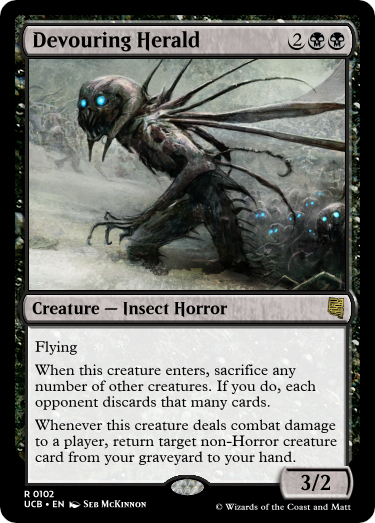 Devouring Herald 2
Creature — Insect Horror
Flying
When this creature enters, sacrifice any
number of other creatures. If you do, each
opponent discards that many cards.
Whenever this creature deals combat damage
to a player, return target non-Horror creature
card from your graveyard to your hand.
3/2
R 0102
UCB • EN Seb McKinnon
© Wizards of the Coast and Matt